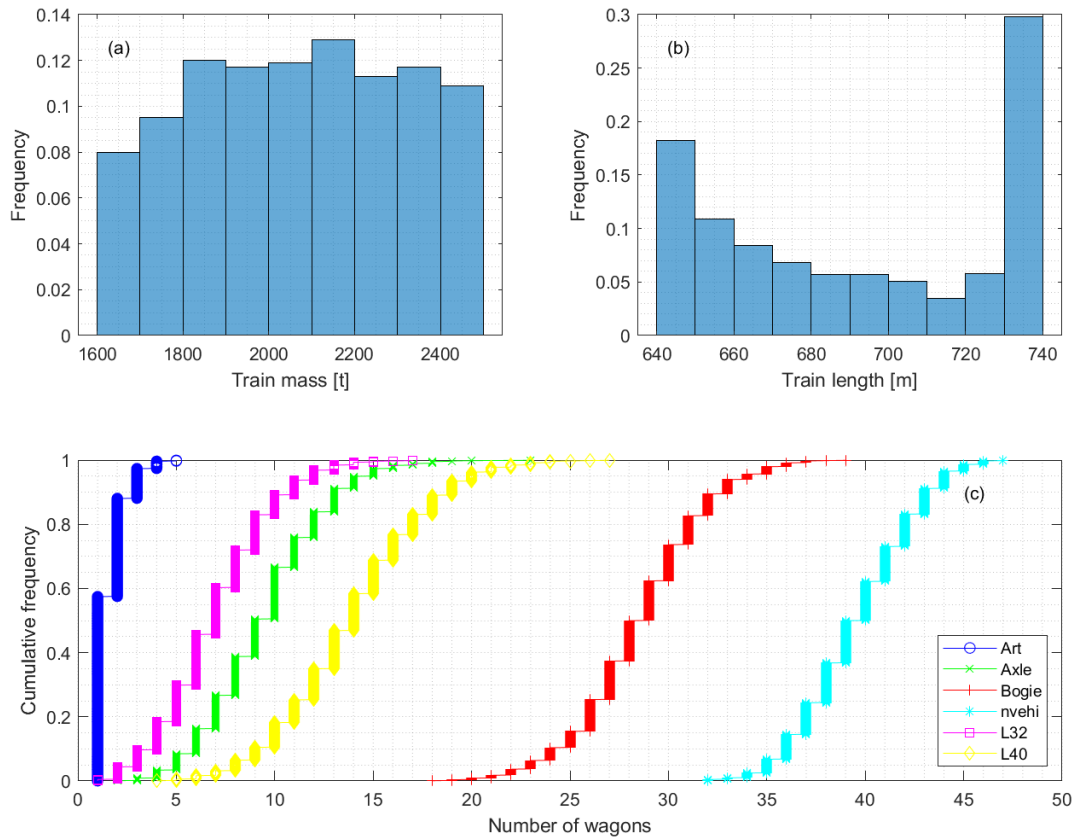 (a)
0.14
0.12
0.1
0.08
0.06
0.04
0.02
0
Frequency
1600 1800 2000 2200 2400
Train mass [t]
(b)
0.3
0.25
0.2
0.15
0.1
0.05
0
Frequency
640 660 680 700 720 740
Train length [m]
(c)
1
0.8
0.6
0.4
0.2
0
Cumulative frequency
0 5 10 15 20 25 30 35 40 45 50
Number of wagons
Art
Axle
Bogie
nvehi
L32
L40